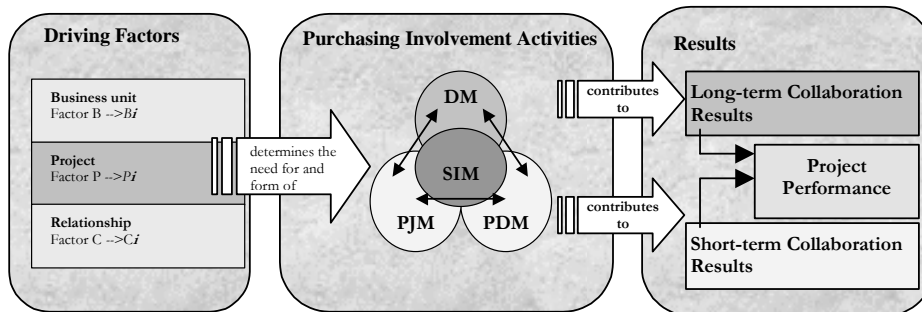 Driving Factors
Business unit
Factor B -->Bi
Project
Factor P -->Pi
Relationship
Factor C -->Ci
determines the
need for and
form of
Purchasing Involvement Activities
DM
SIM
PJM
PDM
contributes
to
contributes
to
Results
Long-term Collaboration
Results
Project
Performance
Short-term Collaboration
Results